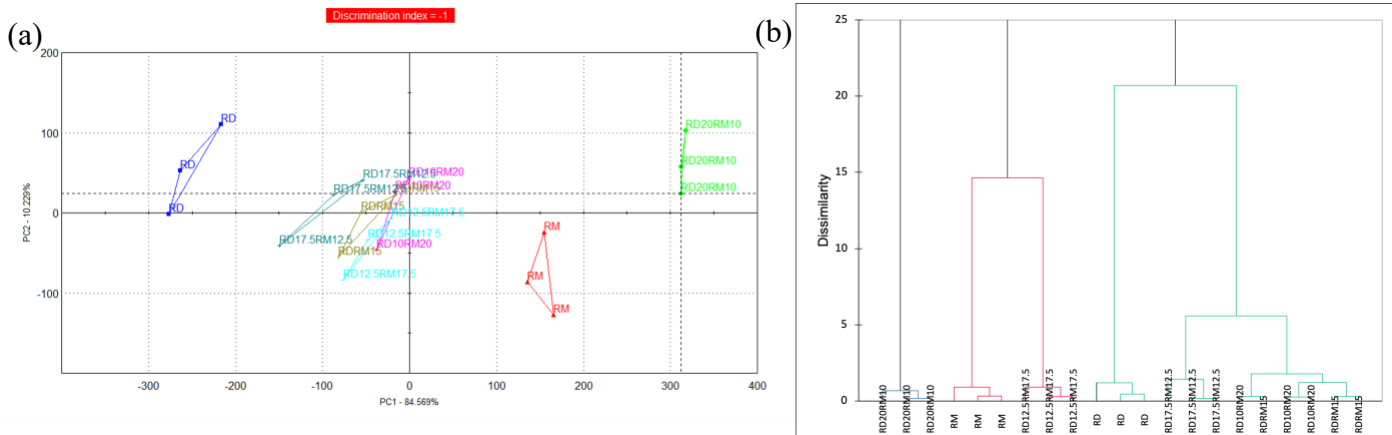 (a)
Discrimination index = -1
PC2 - 10.229%
200
100
0
-100
RD
RD
RD
RD17.5RM12.5
RD17.5RM12.5
RD17.5RM12.5
RD10RM20
RD10RM20
RDRM15
RDRM15
RDRM15
RD12.5RM17.5
RD12.5RM17.5
RD10RM20
RD12.5RM17.5
RM
RM
RM
RD20RM10
RD20RM10
RD20RM10
-300
-200
-100
0
100
200
300
400
PC1 - 84.569%
(b)
Dissimilarity
25
20
15
10
5
0
RD20RM10
RD20RM10
RD20RM10
RM
RM
RM
RD12.5RM17.5
RD12.5RM17.5
RD12.5RM17.5
RD
RD
RD
RD17.5RM12.5
RD17.5RM12.5
RD17.5RM12.5
RD10RM20
RDRM15
RD10RM20
RD10RM20
RDRM15
RDRM15